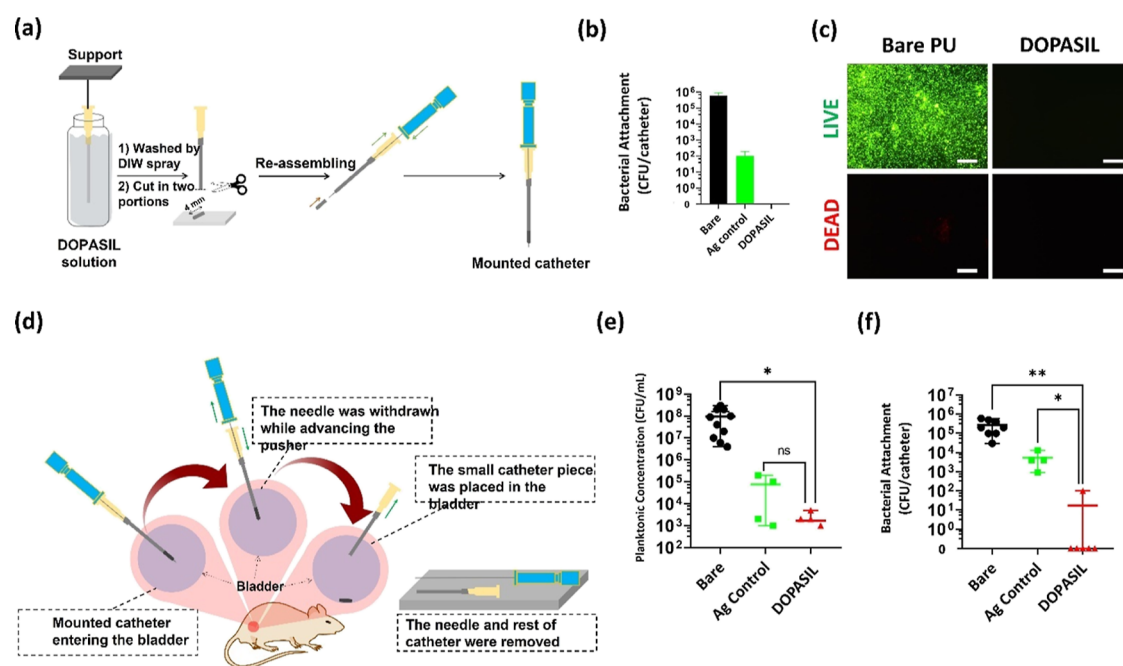 (a)
Support
1) Washed by
DIW spray
2) Cut in two
portions
4 mm
DOPASIL
solution
Re-assembling
Mounted catheter
(b)
Bacterial Attachment
(CFU/catheter)
10⁶
10⁵
10⁴
10³
10²
10¹
10⁰
0
Bare
Ag control
DOPASIL
(c)
Bare PU
DOPASIL
LIVE
DEAD
(d)
The needle was withdrawn
while advancing the
pusher
The small catheter piece
was placed in the
bladder
Bladder
Mounted catheter
entering the bladder
The needle and rest of
catheter were removed
(e)
Planktonic Concentration (CFU/mL)
10⁹
10⁸
10⁷
10⁶
10⁵
10⁴
10³
10²
*
ns
Bare
Ag Control
DOPASIL
(f)
Bacterial Attachment
(CFU/catheter)
10⁷
10⁶
10⁵
10⁴
10³
10²
10¹
10⁰
0
**
*
Bare
Ag Control
DOPASIL